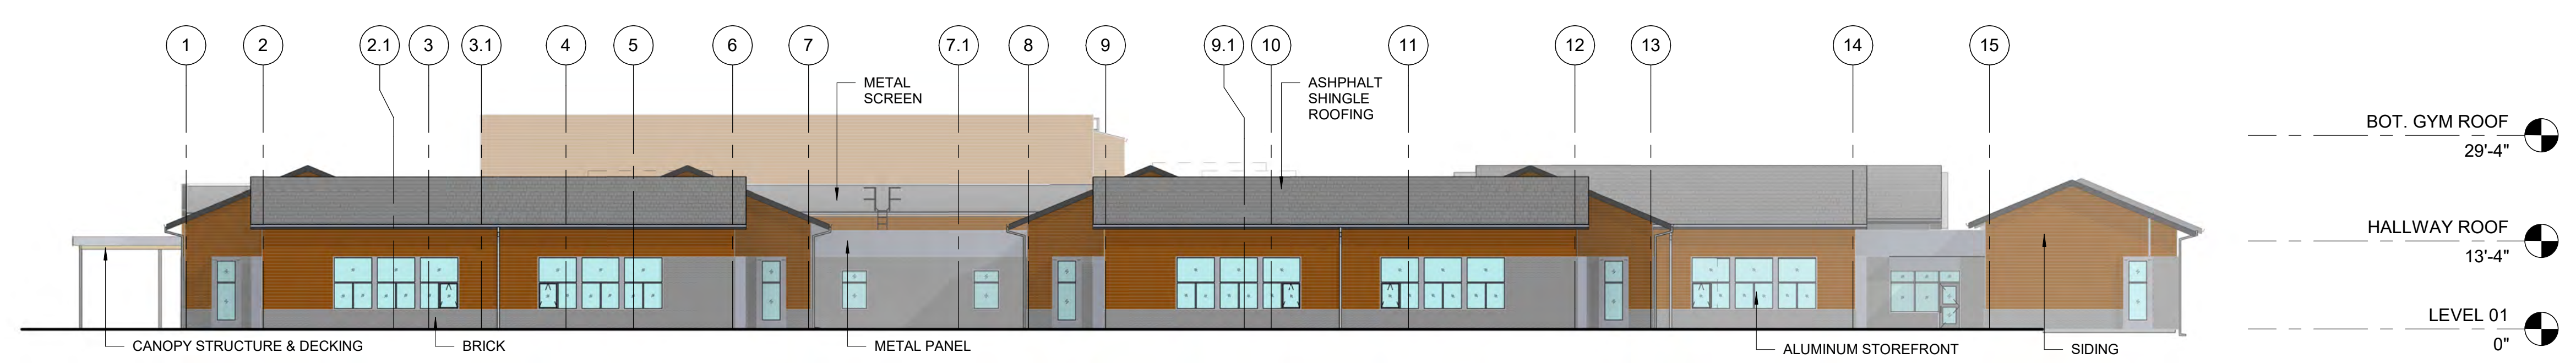 1 2 2.1 3 3.1 4 5 6 7 7.1 8 9 9.1 10 11 12 13 14 15
METAL
SCREEN
ASHPHALT
SHINGLE
ROOFING
BOT. GYM ROOF
29'-4"
HALLWAY ROOF
13'-4"
LEVEL 01
0"
CANOPY STRUCTURE & DECKING
BRICK
METAL PANEL
ALUMINUM STOREFRONT
SIDING